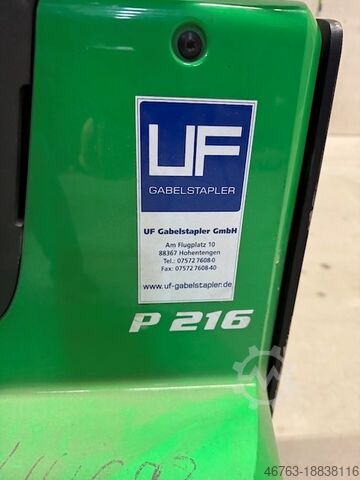 UF
GABELSTAPLER
UF Gabelstapler GmbH
Am Flugplatz 10
88367 Hohentengen
Tel.: 07572 7608-0
Fax: 07572 7608-40
www.uf-gabelstapler.de
P 216
46763-18838116